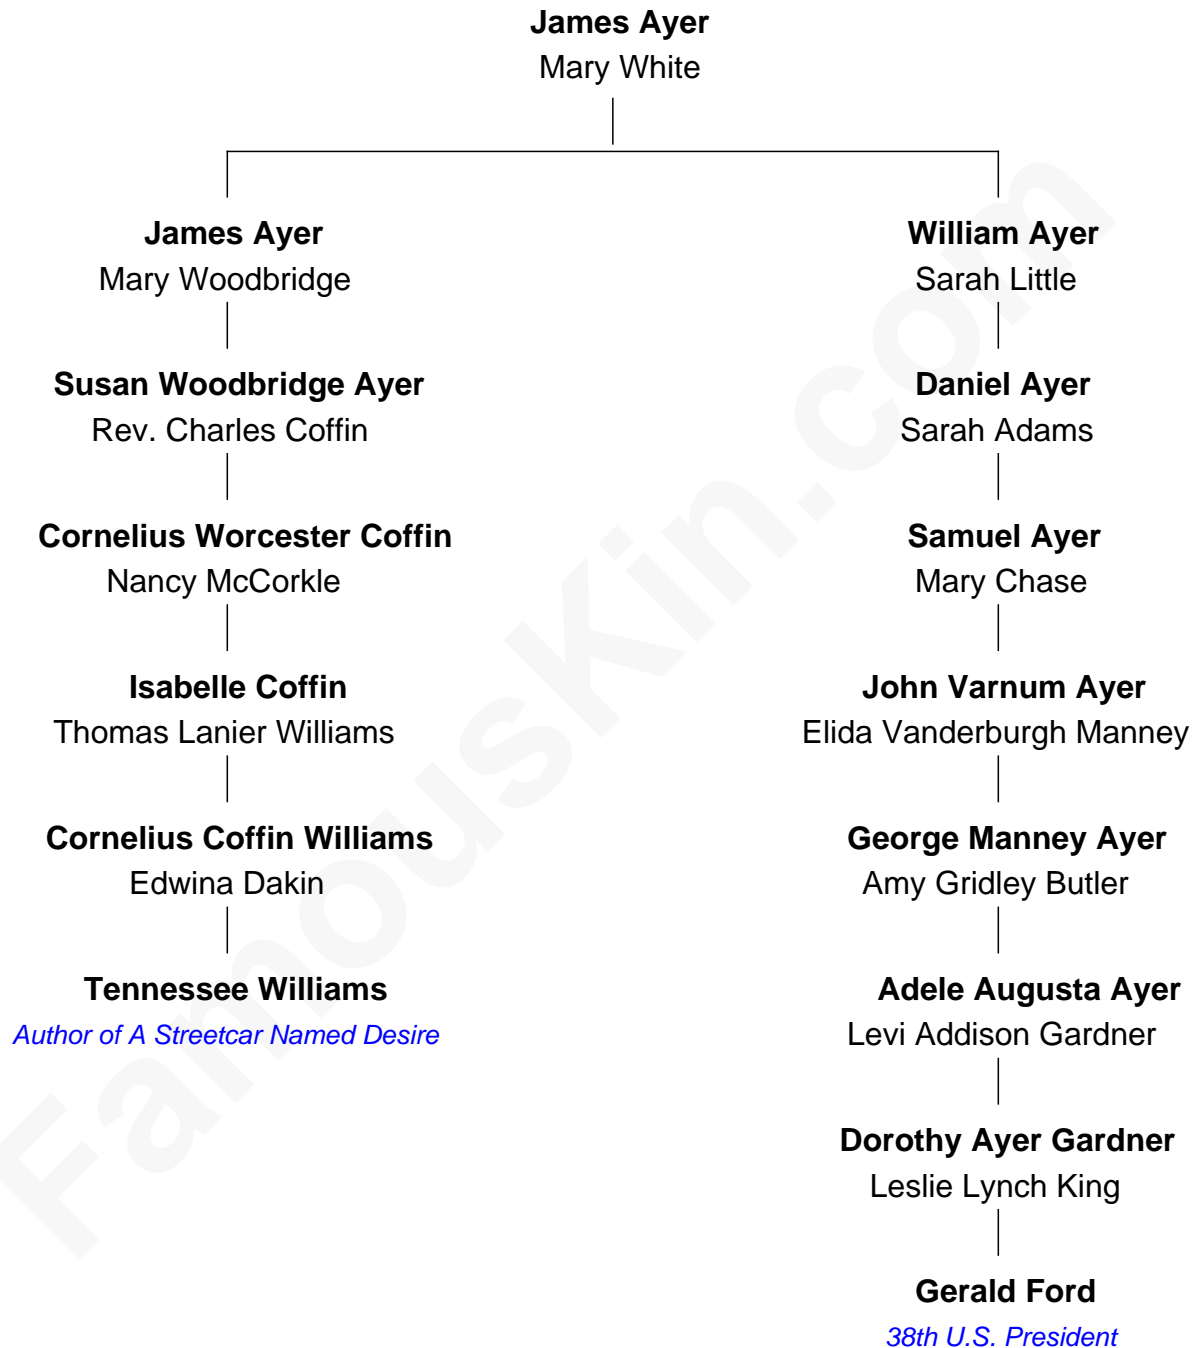 James Ayer
Mary White
James Ayer
Mary Woodbridge
William Ayer
Sarah Little
Susan Woodbridge Ayer
Rev. Charles Coffin
Daniel Ayer
Sarah Adams
Cornelius Worcester Coffin
Nancy McCorkle
Samuel Ayer
Mary Chase
Isabelle Coffin
Thomas Lanier Williams
John Varnum Ayer
Elida Vanderburgh Manney
Cornelius Coffin Williams
Edwina Dakin
George Manney Ayer
Amy Gridley Butler
Tennessee Williams
Author of A Streetcar Named Desire
Adele Augusta Ayer
Levi Addison Gardner
Dorothy Ayer Gardner
Leslie Lynch King
Gerald Ford
38th U.S. President
FamousKin.com